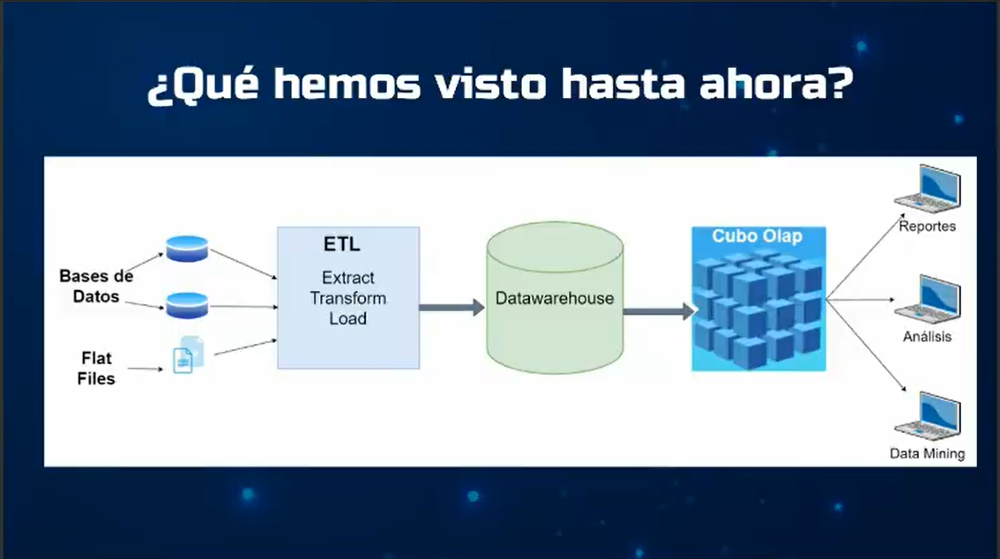 ¿Qué hemos visto hasta ahora?
Bases de
Datos
Flat
Files
ETL
Extract
Transform
Load
Datawarehouse
Cubo Olap
Reportes
Análisis
Data Mining